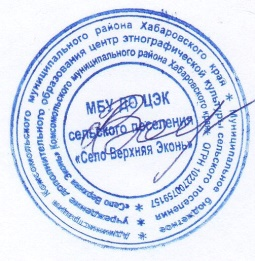 Администрация Комсомольского муниципального района Хабаровского края * Муниципальное бюджетное
учреждение дополнительного образования центр этнографической культуры сельского поселения
«Село Верхняя Эконь» Комсомольского муниципального района Хабаровского края * ОГРН 1022700759157
МБУ ДО ЦЭК
сельского поселения
«Село Верхняя Эконь»